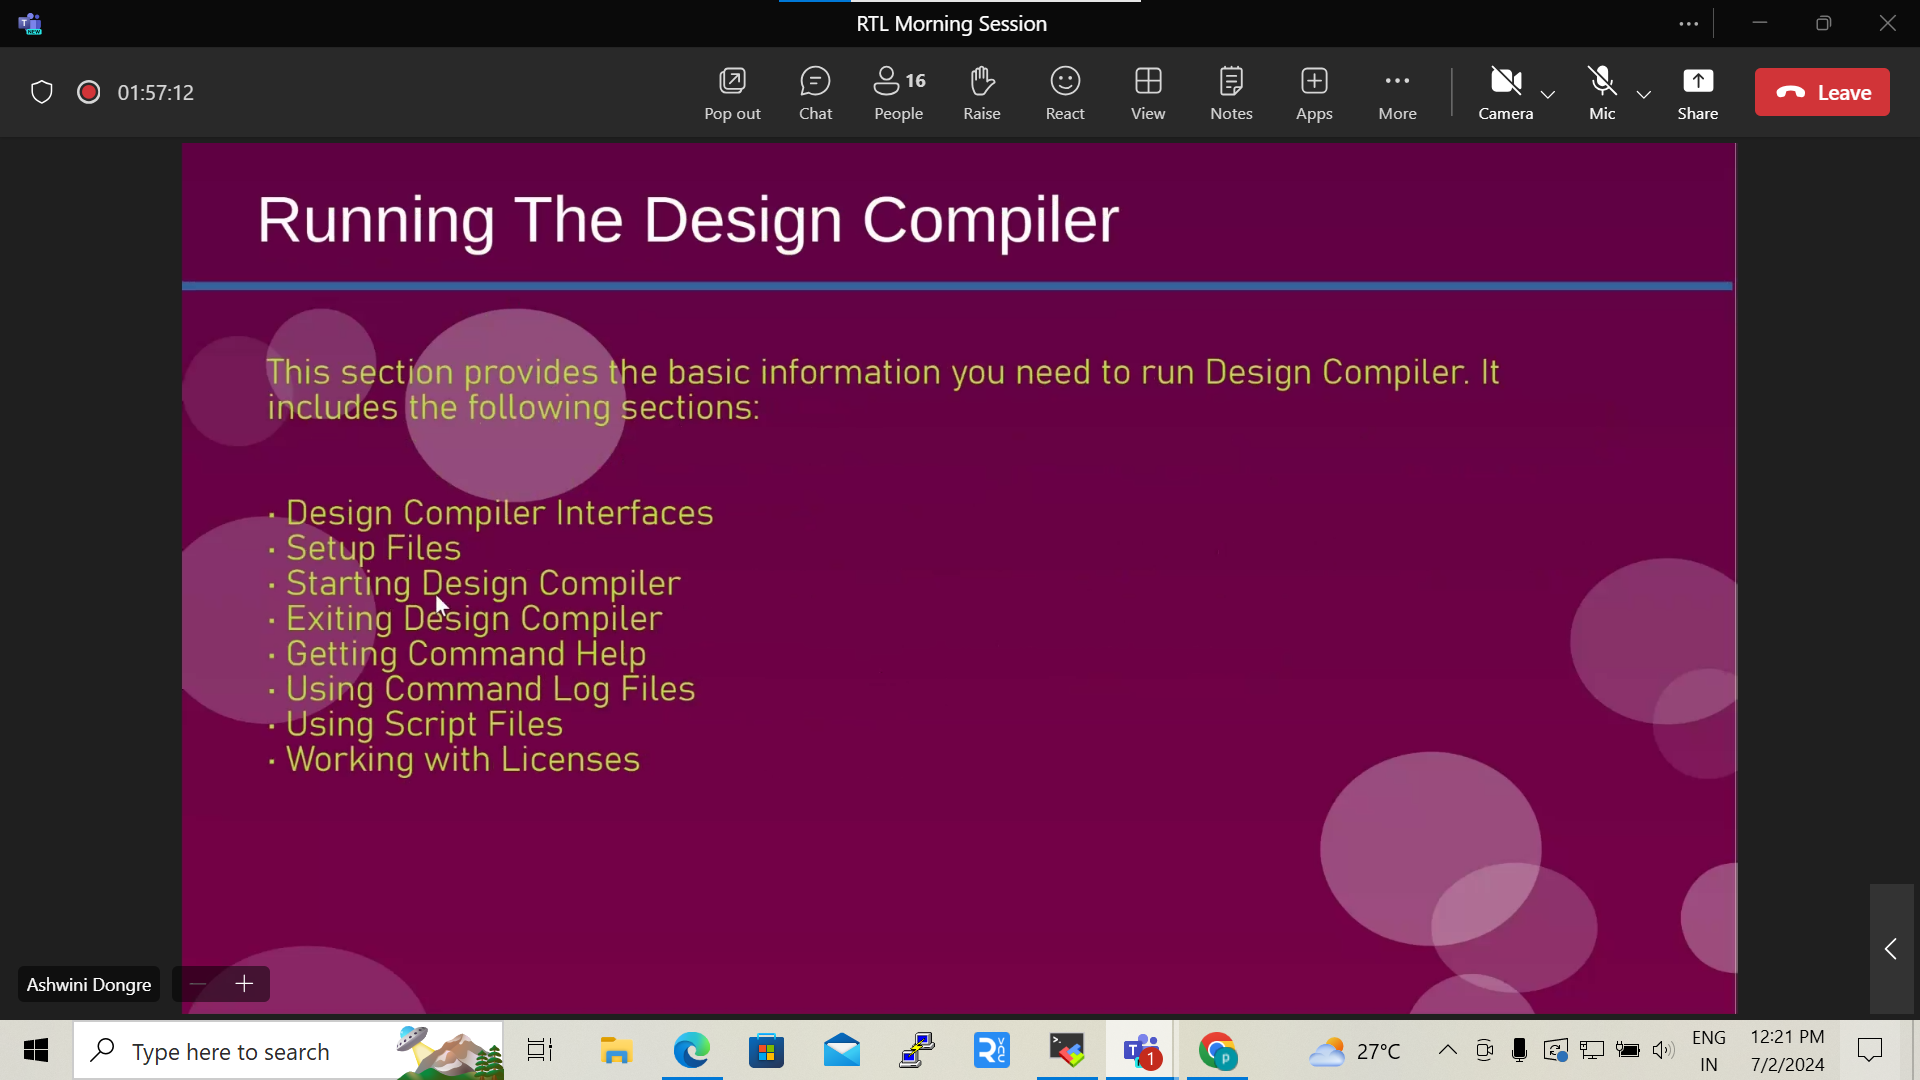 RTL Morning Session
01:57:12
Pop out
Chat
16
People
Raise
React
View
Notes
Apps
More
Camera
Mic
Share
Leave
Running The Design Compiler
This section provides the basic information you need to run Design Compiler. It
includes the following sections:
· Design Compiler Interfaces
· Setup Files
· Starting Design Compiler
· Exiting Design Compiler
· Getting Command Help
· Using Command Log Files
· Using Script Files
· Working with Licenses
Ashwini Dongre
Type here to search
1
27°C
ENG
IN
12:21 PM
7/2/2024